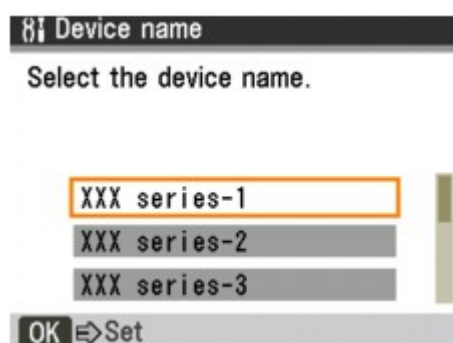 Device name
Select the device name.
XXX series-1
XXX series-2
XXX series-3
OK Set